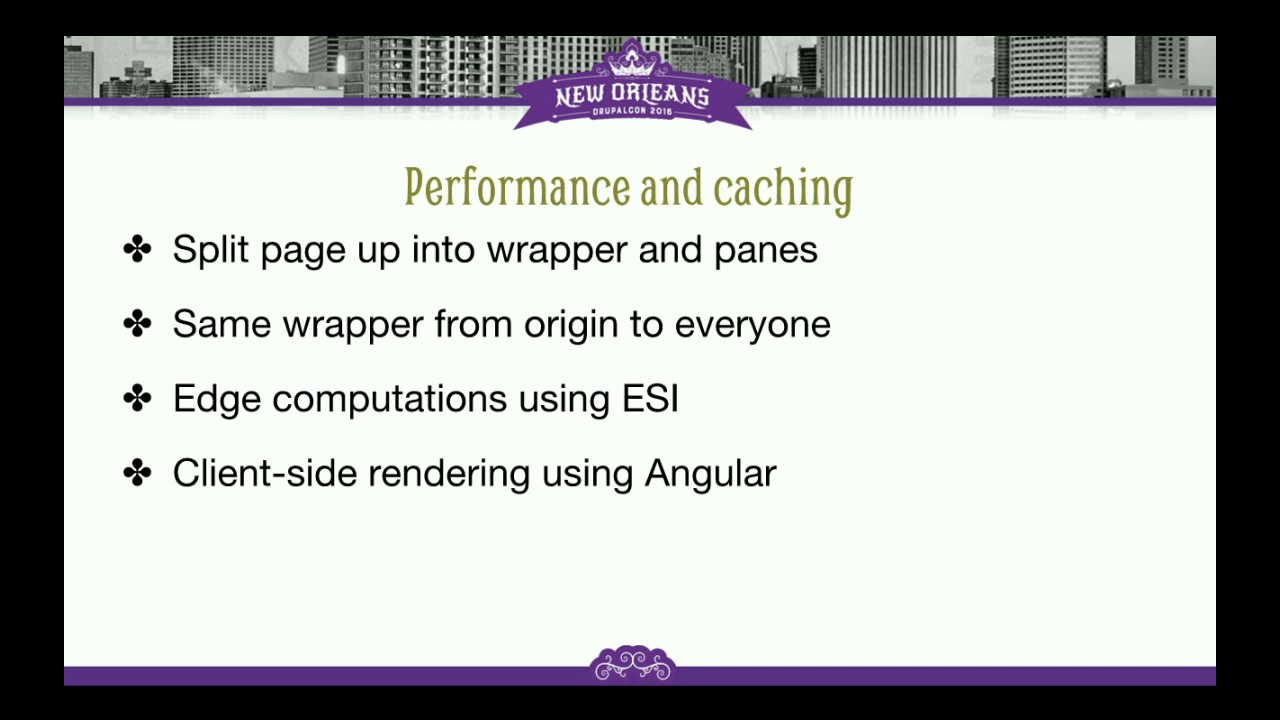 NEW ORLEANS
DRUPALCON 2016
Performance and caching
Split page up into wrapper and panes
Same wrapper from origin to everyone
Edge computations using ESI
Client-side rendering using Angular